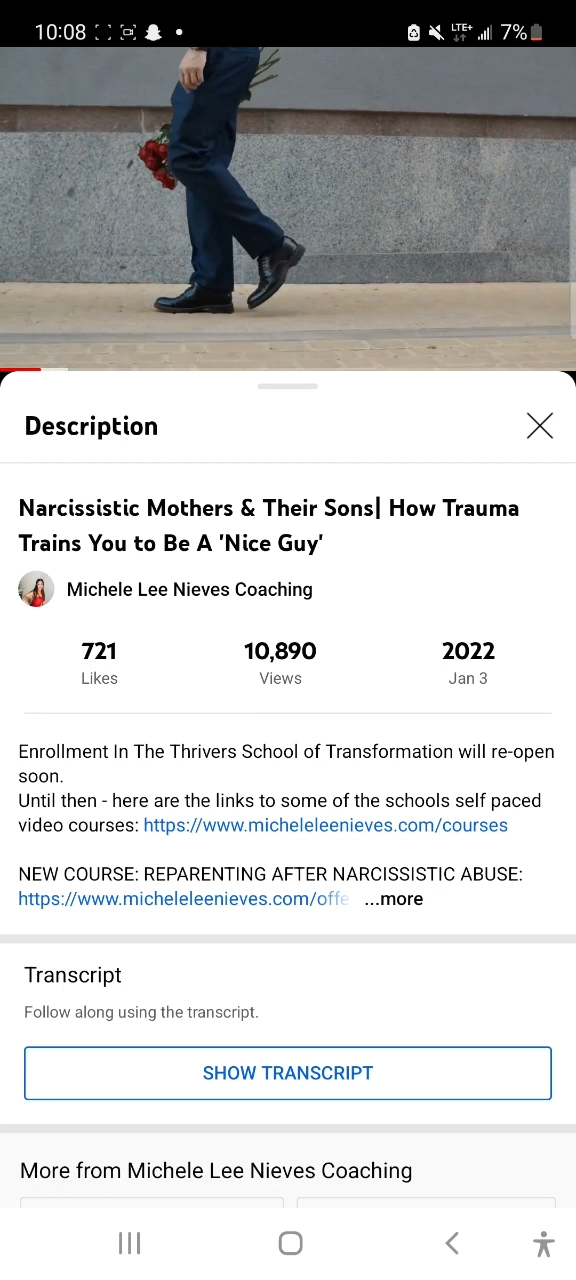 10:08 LTE+ 7%
Description
Narcissistic Mothers & Their Sons| How Trauma
Trains You to Be A 'Nice Guy'
Michele Lee Nieves Coaching
721 10,890 2022
Likes Views Jan 3
Enrollment In The Thrivers School of Transformation will re-open
soon.
Until then - here are the links to some of the schools self paced
video courses: https://www.micheleleenieves.com/courses
NEW COURSE: REPARENTING AFTER NARCISSISTIC ABUSE:
https://www.micheleleenieves.com/offe ...more
Transcript
Follow along using the transcript.
SHOW TRANSCRIPT
More from Michele Lee Nieves Coaching